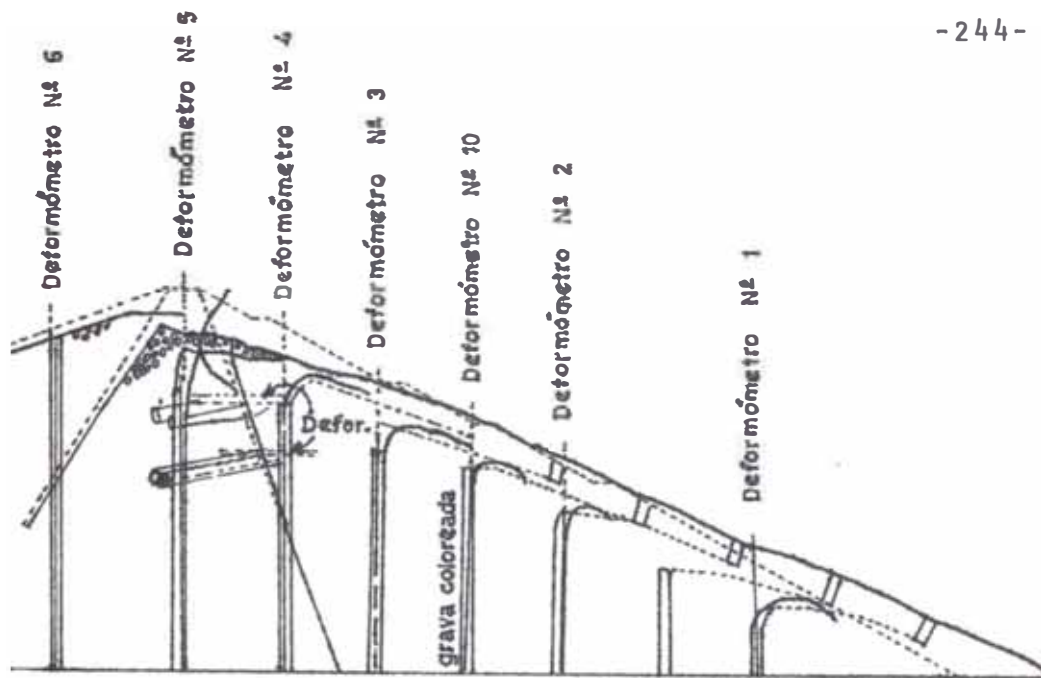 -244-
Deformómetro Nº 6
Deformómetro Nº 5
Deformómetro Nº 4
Deformómetro Nº 3
Deformómetro Nº 10
Deformómetro Nº 2
Deformómetro Nº 1
Defor.
grava coloreada